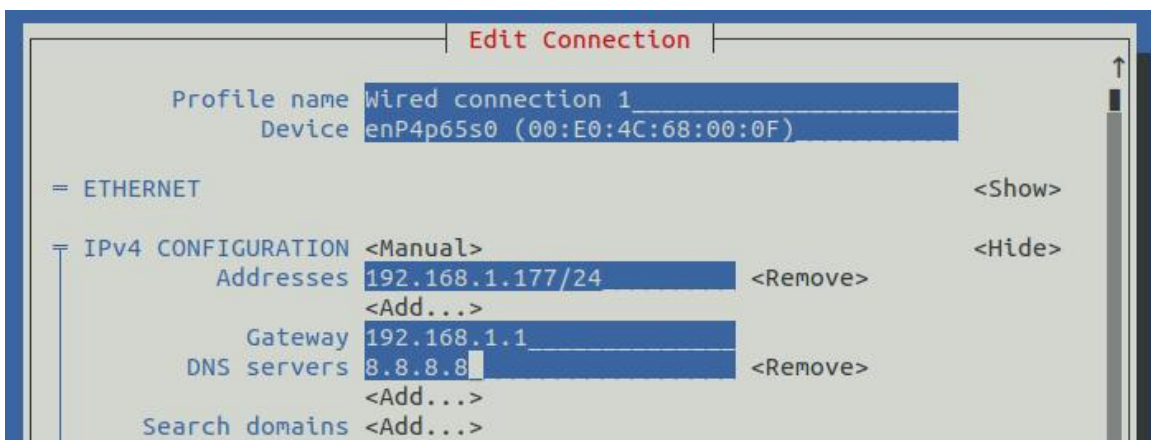 Edit Connection
Profile name Wired connection 1
Device enP4p65s0 (00:E0:4C:68:00:0F)
= ETHERNET <Show>
IPv4 CONFIGURATION <Manual> <Hide>
Addresses 192.168.1.177/24 <Remove>
<Add...>
Gateway 192.168.1.1
DNS servers 8.8.8.8 <Remove>
<Add...>
Search domains <Add...>